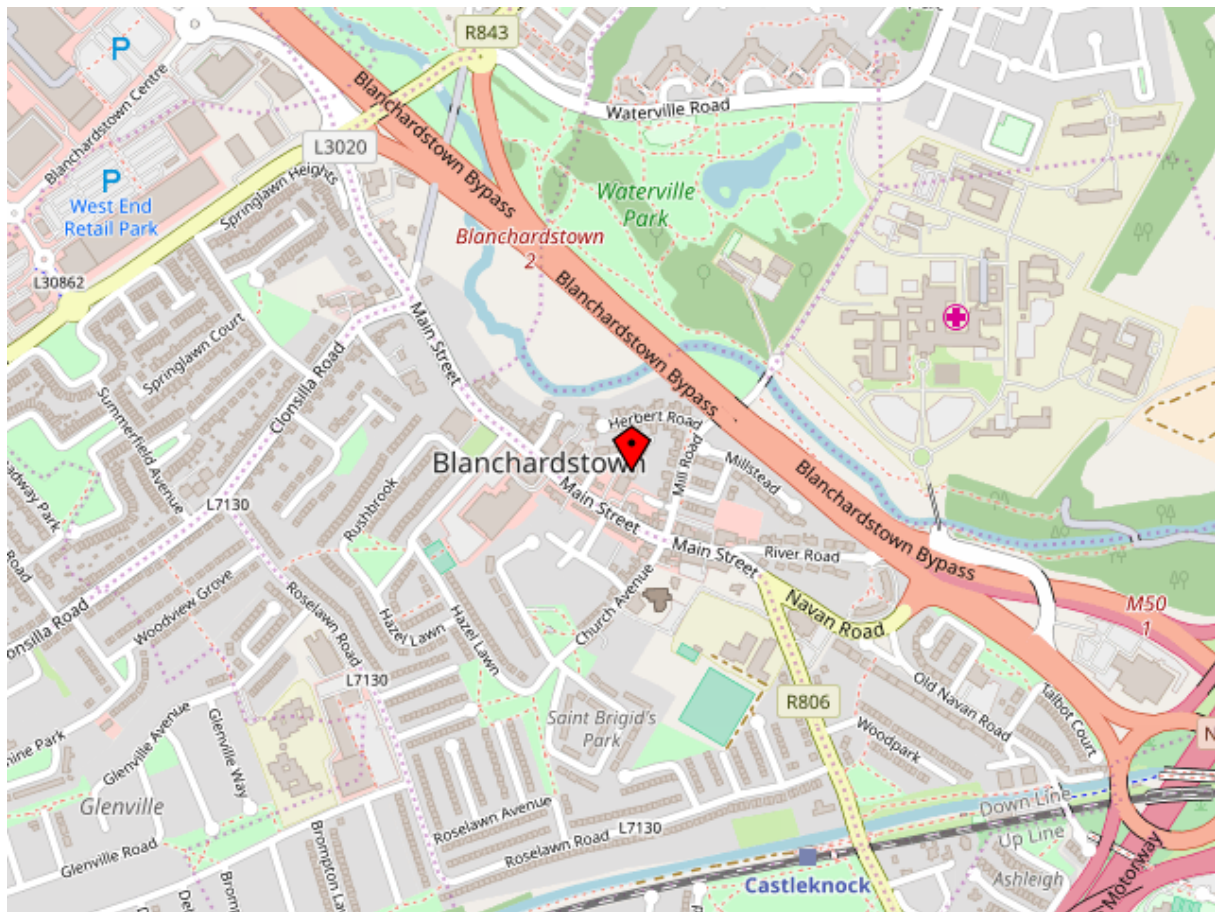 R843
Blanchardstown Bypass
Waterville Road
Blanchardstown Centre
L3020
P
P
West End
Retail Park
Springlawn Heights
Waterville
Park
Blanchardstown
2
L30862
Blanchardstown Bypass
Main Street
Springlawn Court
Clonsilla Road
Summerfield Avenue
Herbert Road
Blanchardstown
Mill Road
Millstead
Blanchardstown Bypass
L7130
Rushbrook
Main Street
Main Street
River Road
Road
Woodview Grove
Roselawn Road
Hazel Lawn
Hazel Lawn
Church Avenue
Navan Road
M50
1
L7130
R806
Old Navan Road
Talbot Court
Saint Brigid's
Park
Woodpark
N
Glenville Avenue
Glenville Way
Glenville
Roselawn Avenue
Down Line
Up Line
Glenville Road
Brompton
Roselawn Road
L7130
Castleknock
Ashleigh
Motorway